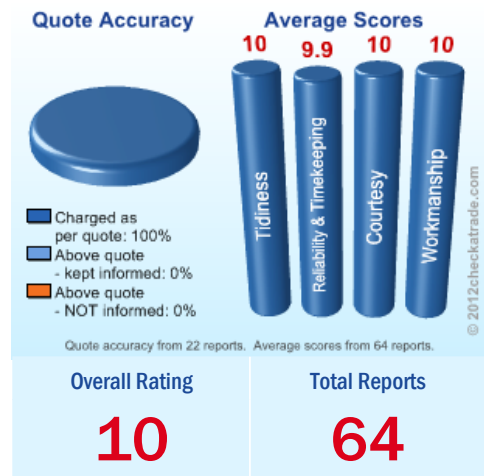 Quote Accuracy
Average Scores
10
9.9
10
10
Tidiness
Reliability & Timekeeping
Courtesy
Workmanship
Charged as
per quote: 100%
Above quote
- kept informed: 0%
Above quote
- NOT informed: 0%
© 2012checkatrade.com
Quote accuracy from 22 reports. Average scores from 64 reports.
Overall Rating
Total Reports
10
64